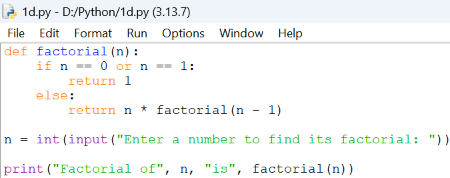 1d.py - D:/Python/1d.py (3.13.7)
File Edit Format Run Options Window Help
def factorial(n):
    if n == 0 or n == 1:
        return 1
    else:
        return n * factorial(n - 1)
n = int(input("Enter a number to find its factorial: "))
print("Factorial of", n, "is", factorial(n))